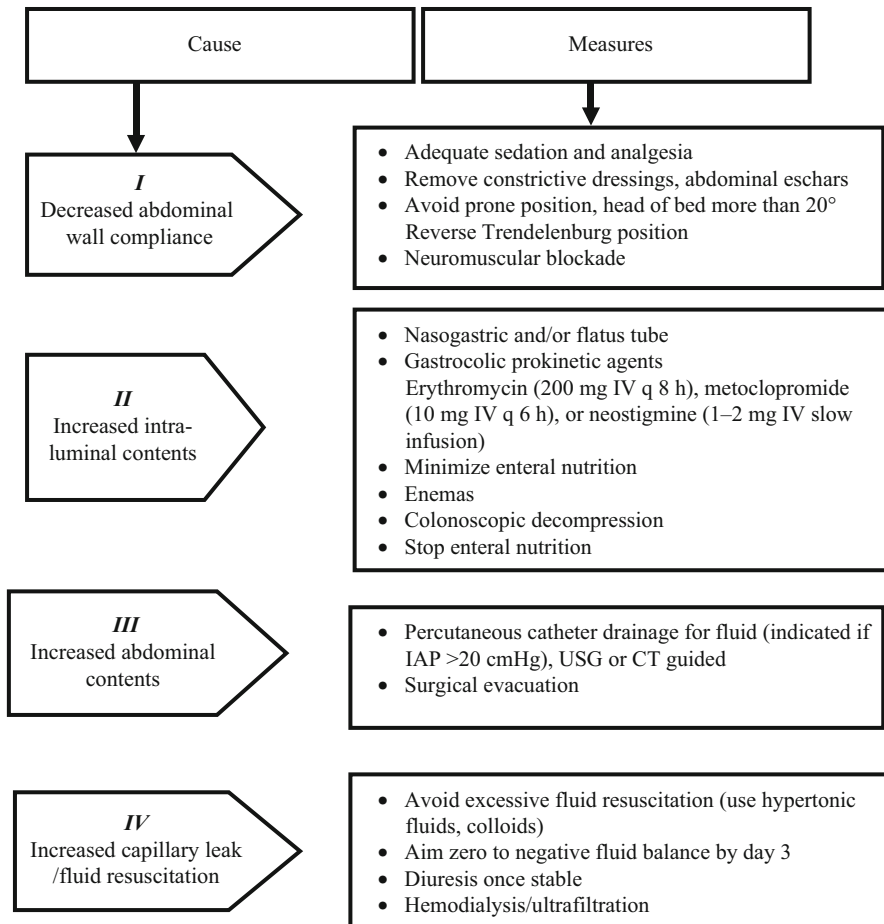 Cause
Measures
I
Decreased abdominal
wall compliance
• Adequate sedation and analgesia
• Remove constrictive dressings, abdominal eschars
• Avoid prone position, head of bed more than 20°
Reverse Trendelenburg position
• Neuromuscular blockade
II
Increased intra-
luminal contents
• Nasogastric and/or flatus tube
• Gastrocolic prokinetic agents
Erythromycin (200 mg IV q 8 h), metoclopromide
(10 mg IV q 6 h), or neostigmine (1–2 mg IV slow
infusion)
• Minimize enteral nutrition
• Enemas
• Colonoscopic decompression
• Stop enteral nutrition
III
Increased abdominal
contents
• Percutaneous catheter drainage for fluid (indicated if
IAP >20 cmHg), USG or CT guided
• Surgical evacuation
IV
Increased capillary leak
/fluid resuscitation
• Avoid excessive fluid resuscitation (use hypertonic
fluids, colloids)
• Aim zero to negative fluid balance by day 3
• Diuresis once stable
• Hemodialysis/ultrafiltration